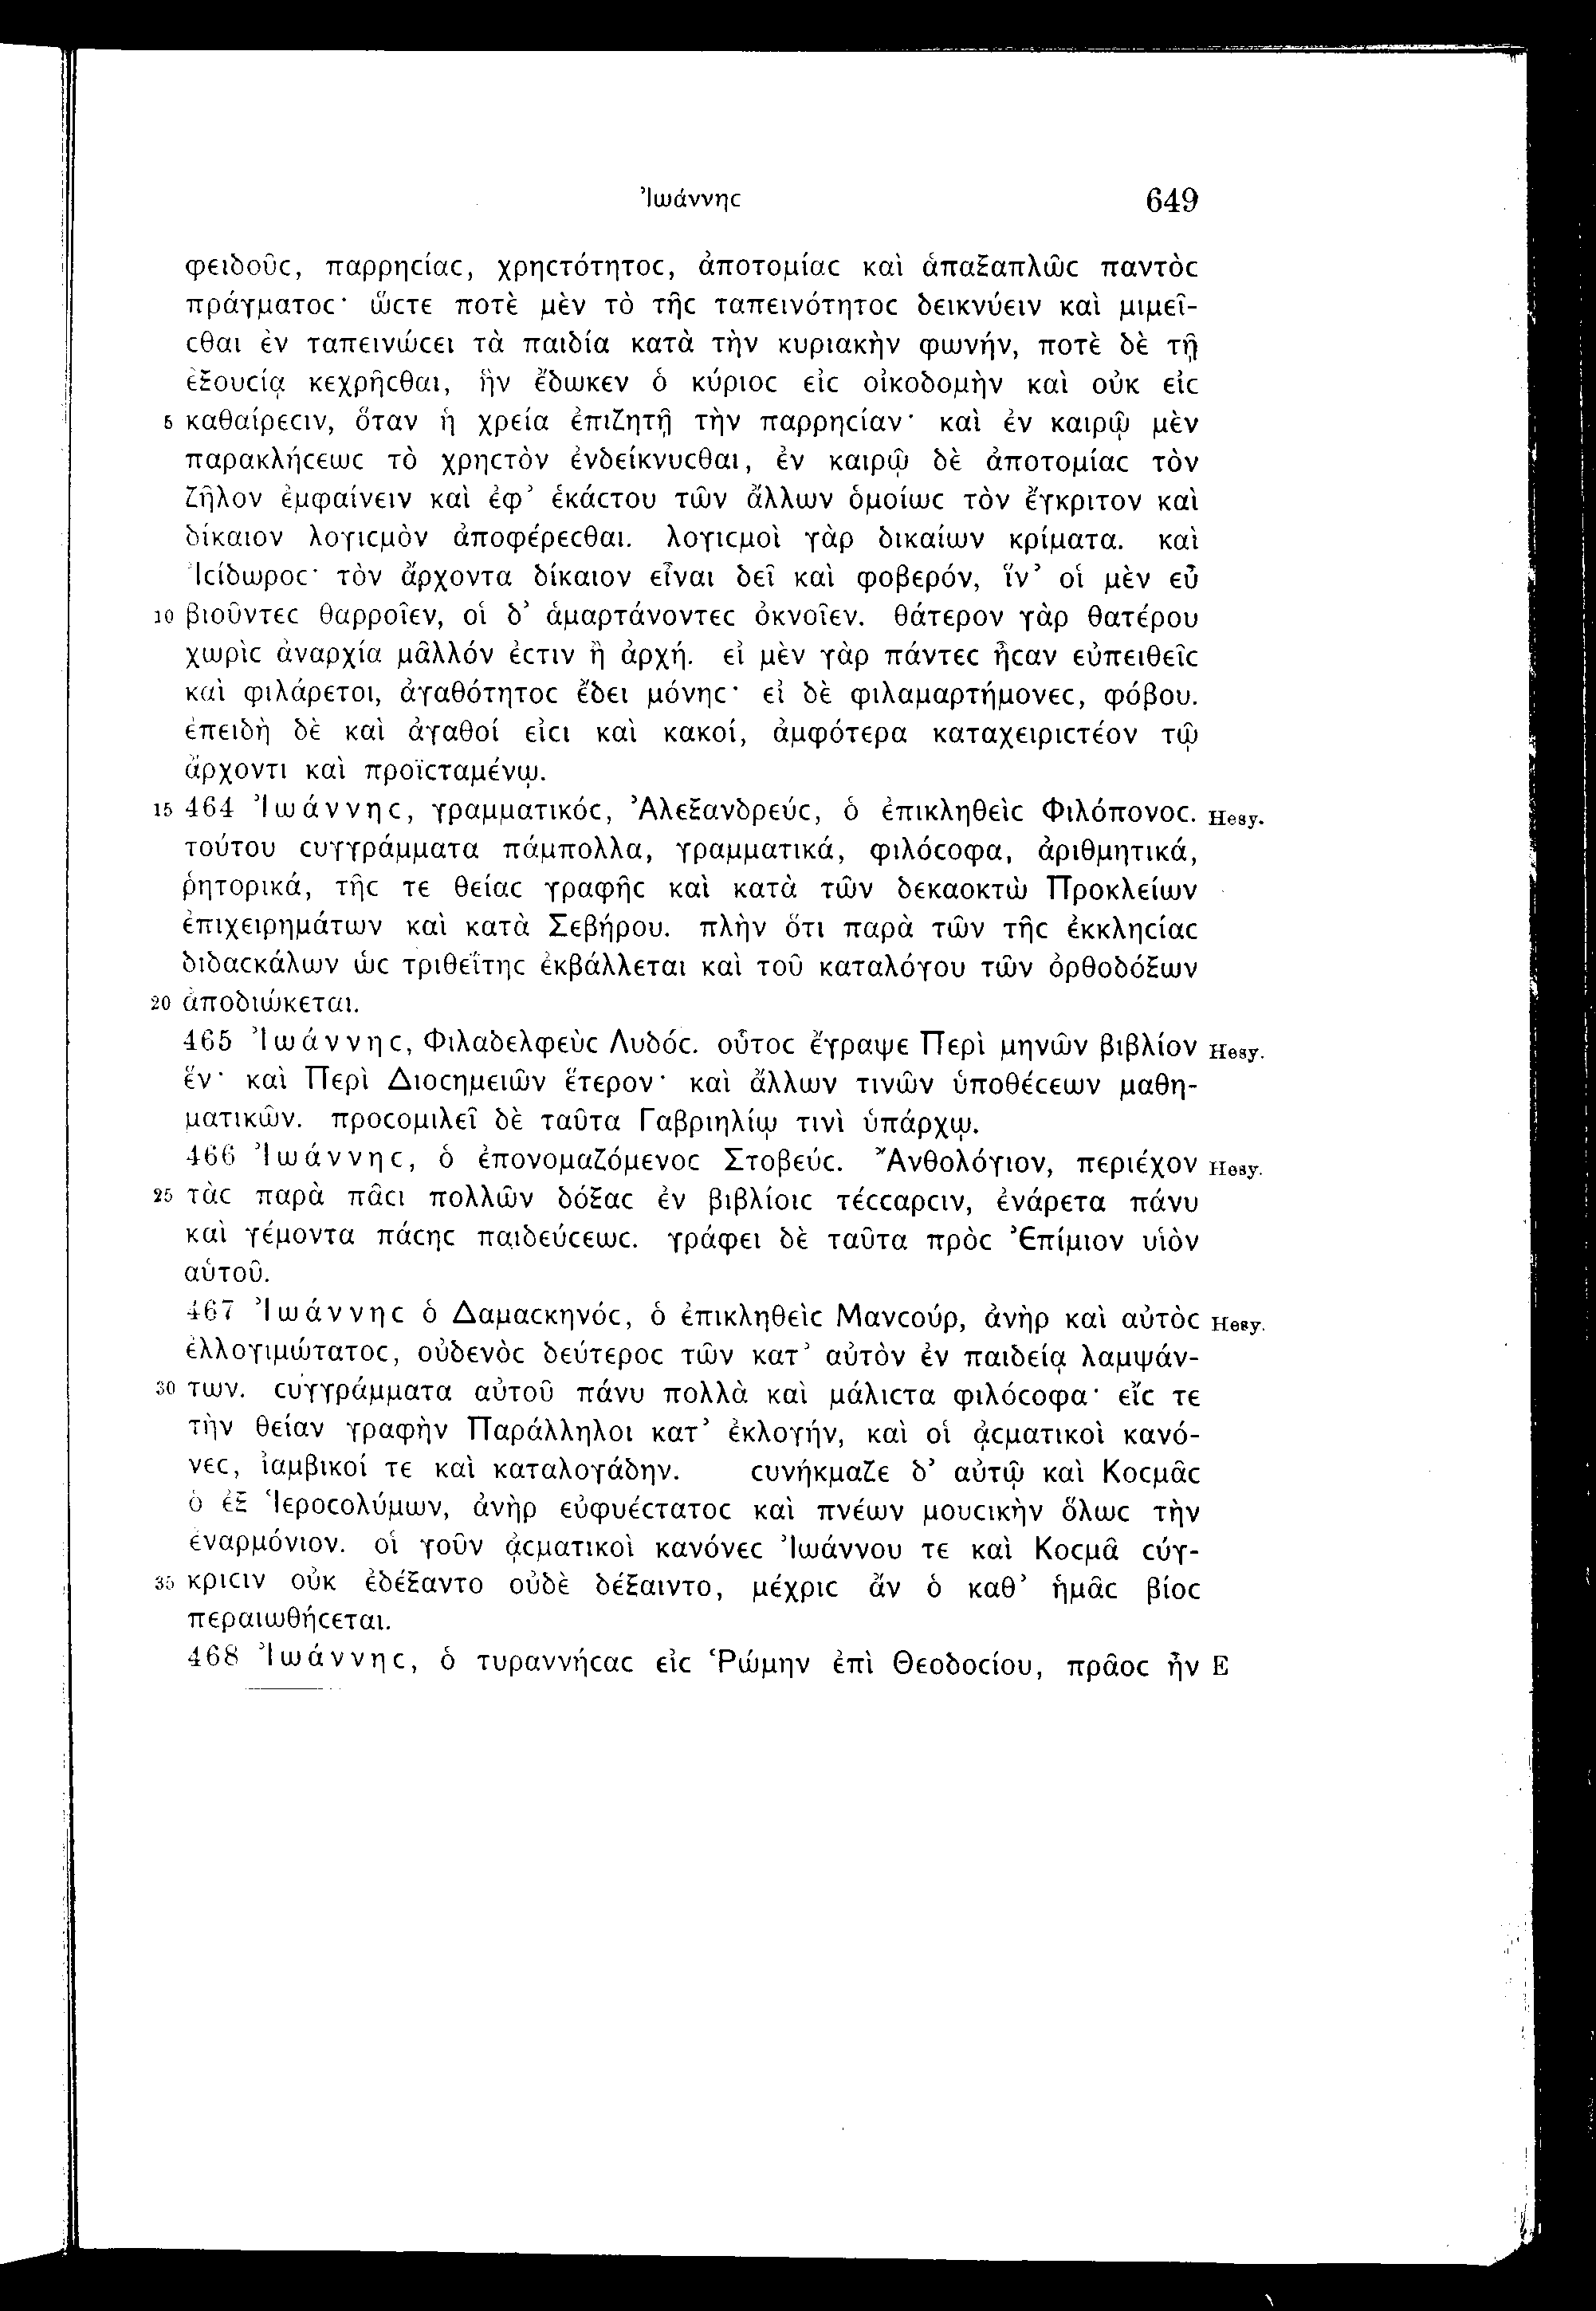 Ἰωάννηϲ 649
φειδοῦϲ, παρρηϲίαϲ, χρηϲτότητοϲ, ἀποτομίαϲ καὶ ἁπαξαπλῶϲ παντὸϲ
πράγματοϲ· ὥϲτε ποτὲ μὲν τὸ τῆϲ ταπεινότητοϲ δεικνύειν καὶ μιμεῖ-
ϲθαι ἐν ταπεινώϲει τὰ παιδία κατὰ τὴν κυριακὴν φωνήν, ποτὲ δὲ τῇ
ἐξουϲίᾳ κεχρῆϲθαι, ἣν ἔδωκεν ὁ κύριοϲ εἰϲ οἰκοδομὴν καὶ οὐκ εἰϲ
5 καθαίρεϲιν, ὅταν ἡ χρεία ἐπιζητῇ τὴν παρρηϲίαν· καὶ ἐν καιρῷ μὲν
παρακλήϲεωϲ τὸ χρηϲτὸν ἐνδείκνυϲθαι, ἐν καιρῷ δὲ ἀποτομίαϲ τὸν
ζῆλον ἐμφαίνειν καὶ ἐφ’ ἑκάϲτου τῶν ἄλλων ὁμοίωϲ τὸν ἔγκριτον καὶ
δίκαιον λογιϲμὸν ἀποφέρεϲθαι. λογιϲμοὶ γὰρ δικαίων κρίματα. καὶ
Ἰϲίδωροϲ· τὸν ἄρχοντα δίκαιον εἶναι δεῖ καὶ φοβερόν, ἵν’ οἱ μὲν εὖ
10 βιοῦντεϲ θαρροῖεν, οἱ δ’ ἁμαρτάνοντεϲ ὀκνοῖεν. θάτερον γὰρ θατέρου
χωρὶϲ ἀναρχία μᾶλλόν ἐϲτιν ἢ ἀρχή. εἰ μὲν γὰρ πάντεϲ ἦϲαν εὐπειθεῖϲ
καὶ φιλάρετοι, ἀγαθότητοϲ ἔδει μόνηϲ· εἰ δὲ φιλαμαρτήμονεϲ, φόβου.
ἐπειδὴ δὲ καὶ ἀγαθοί εἰϲι καὶ κακοί, ἀμφότερα καταχειριϲτέον τῷ
ἄρχοντι καὶ προϊϲταμένῳ.
15 464 Ἰωάννηϲ, γραμματικόϲ, Ἀλεξανδρεύϲ, ὁ ἐπικληθεὶϲ Φιλόπονοϲ. Hesy.
τούτου ϲυγγράμματα πάμπολλα, γραμματικά, φιλόϲοφα, ἀριθμητικά,
ῥητορικά, τῆϲ τε θείαϲ γραφῆϲ καὶ κατὰ τῶν δεκαοκτὼ Προκλείων
ἐπιχειρημάτων καὶ κατὰ Σεβήρου. πλὴν ὅτι παρὰ τῶν τῆϲ ἐκκληϲίαϲ
διδαϲκάλων ὡϲ τριθεΐτηϲ ἐκβάλλεται καὶ τοῦ καταλόγου τῶν ὀρθοδόξων
20 ἀποδιώκεται.
465 Ἰωάννηϲ, Φιλαδελφεὺϲ Λυδόϲ. οὗτοϲ ἔγραψε Περὶ μηνῶν βιβλίον Hesy.
ἕν· καὶ Περὶ Διοϲημειῶν ἕτερον· καὶ ἄλλων τινῶν ὑποθέϲεων μαθη-
ματικῶν. προϲομιλεῖ δὲ ταῦτα Γαβριηλίῳ τινὶ ὑπάρχῳ.
466 Ἰωάννηϲ, ὁ ἐπονομαζόμενοϲ Στοβεύϲ. Ἀνθολόγιον, περιέχον Hesy.
25 τὰϲ παρὰ πᾶϲι πολλῶν δόξαϲ ἐν βιβλίοιϲ τέϲϲαρϲιν, ἐνάρετα πάνυ
καὶ γέμοντα πάϲηϲ παιδεύϲεωϲ. γράφει δὲ ταῦτα πρὸϲ Ἐπίμιον υἱὸν
αὑτοῦ.
467 Ἰωάννηϲ ὁ Δαμαϲκηνόϲ, ὁ ἐπικληθεὶϲ Μανϲούρ, ἀνὴρ καὶ αὐτὸϲ Hesy.
ἐλλογιμώτατοϲ, οὐδενὸϲ δεύτεροϲ τῶν κατ’ αὐτὸν ἐν παιδείᾳ λαμψάν-
30 των. ϲυγγράμματα αὐτοῦ πάνυ πολλὰ καὶ μάλιϲτα φιλόϲοφα· εἴϲ τε
τὴν θείαν γραφὴν Παράλληλοι κατ’ ἐκλογήν, καὶ οἱ ᾀϲματικοὶ κανό-
νεϲ, ἰαμβικοί τε καὶ καταλογάδην. ϲυνήκμαζε δ’ αὐτῷ καὶ Κοϲμᾶϲ
ὁ ἐξ Ἱεροϲολύμων, ἀνὴρ εὐφυέϲτατοϲ καὶ πνέων μουϲικὴν ὅλωϲ τὴν
ἐναρμόνιον. οἱ γοῦν ᾀϲματικοὶ κανόνεϲ Ἰωάννου τε καὶ Κοϲμᾶ ϲύγ-
35 κριϲιν οὐκ ἐδέξαντο οὐδὲ δέξαιντο, μέχριϲ ἂν ὁ καθ’ ἡμᾶϲ βίοϲ
περαιωθήϲεται.
468 Ἰωάννηϲ, ὁ τυραννήϲαϲ εἰϲ Ῥώμην ἐπὶ Θεοδοϲίου, πρᾶοϲ ἦν E